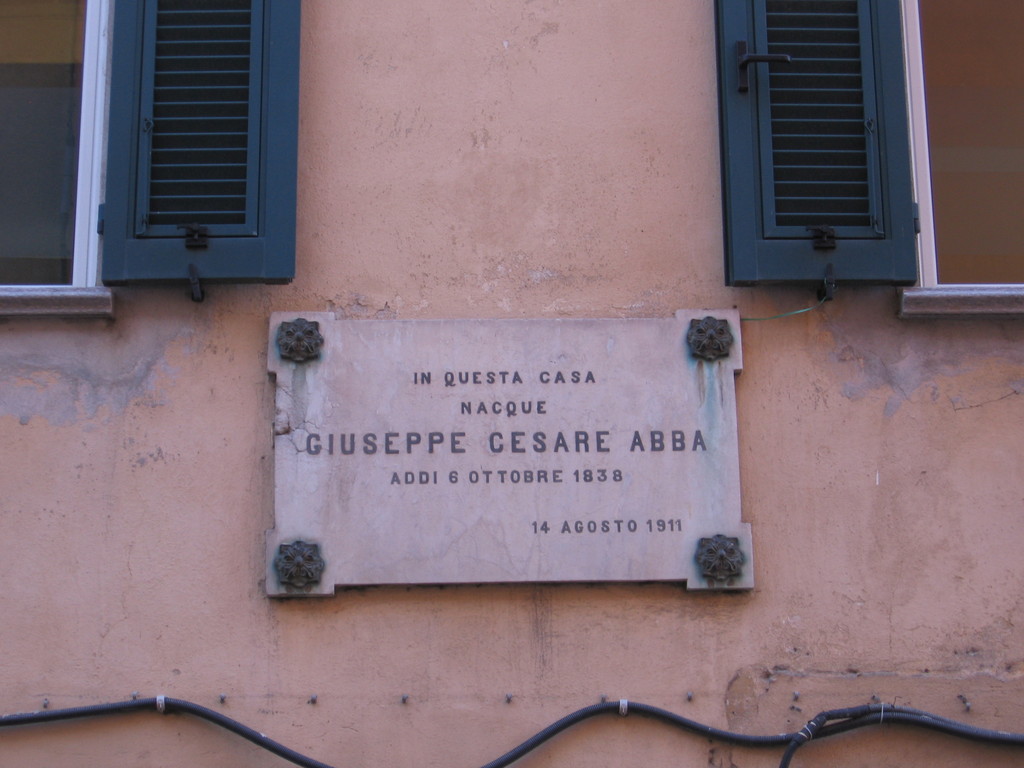 IN QUESTA CASA
NACQUE
GIUSEPPE CESARE ABBA
ADDI 6 OTTOBRE 1838
14 AGOSTO 1911